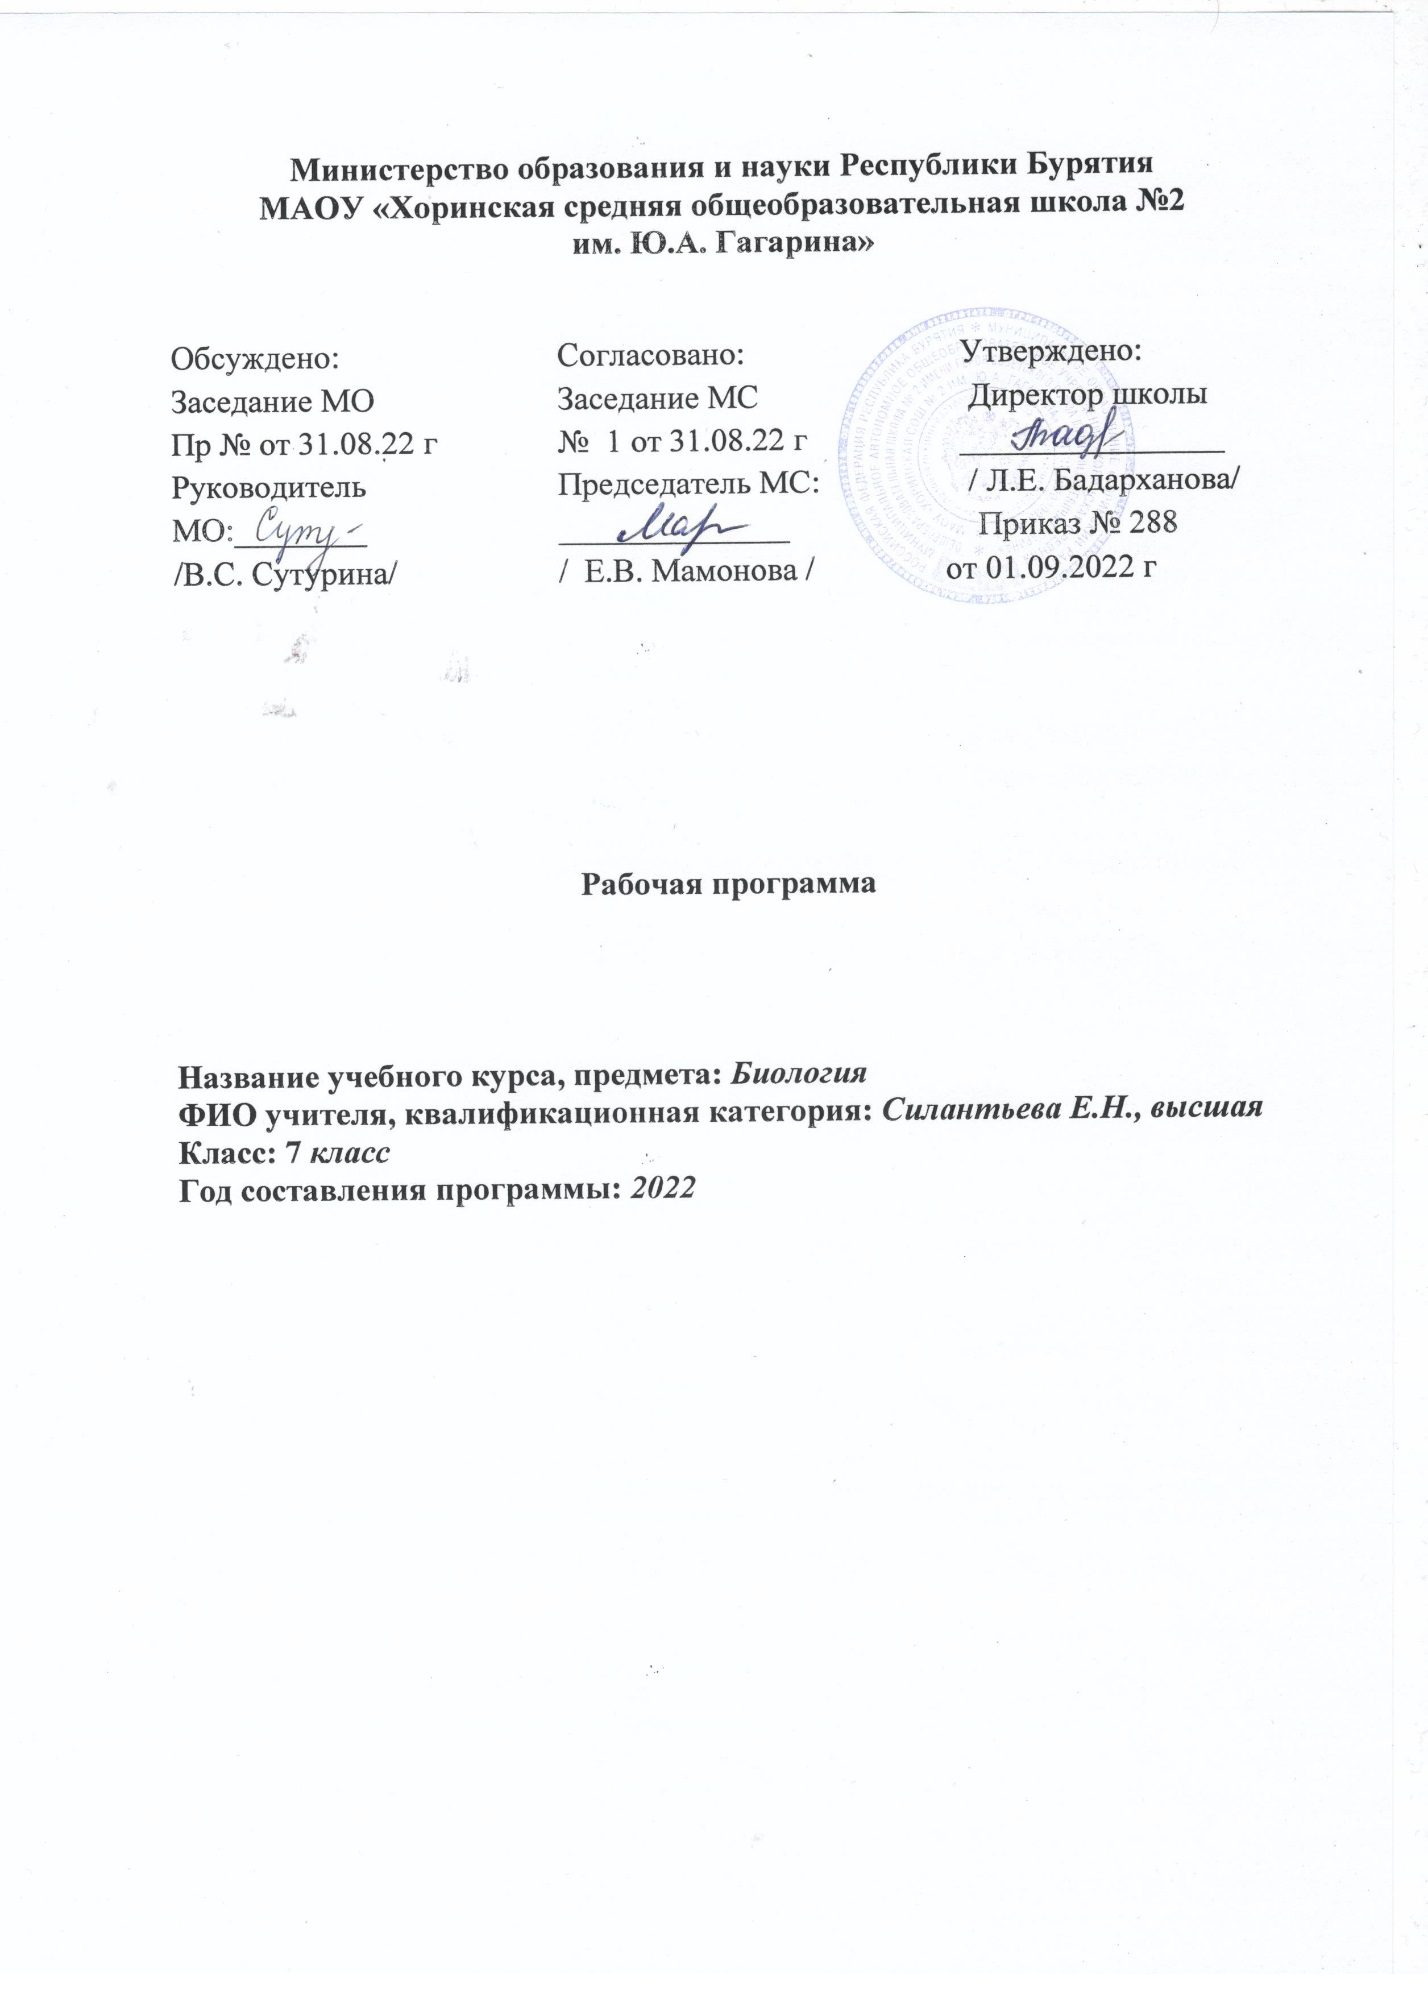 Министерство образования и науки Республики Бурятия
МАОУ «Хоринская средняя общеобразовательная школа №2
им. Ю.А. Гагарина»
Обсуждено:
Заседание МО
Пр № от 31.08.22 г
Руководитель
МО:
/В.С. Сутурина/
Согласовано:
Заседание МС
№ 1 от 31.08.22 г
Председатель МС:
/ Е.В. Мамонова /
Утверждено:
Директор школы
/ Л.Е. Бадарханова/
Приказ № 288
от 01.09.2022 г
Рабочая программа
Название учебного курса, предмета: Биология
ФИО учителя, квалификационная категория: Силантьева Е.Н., высшая
Класс: 7 класс
Год составления программы: 2022